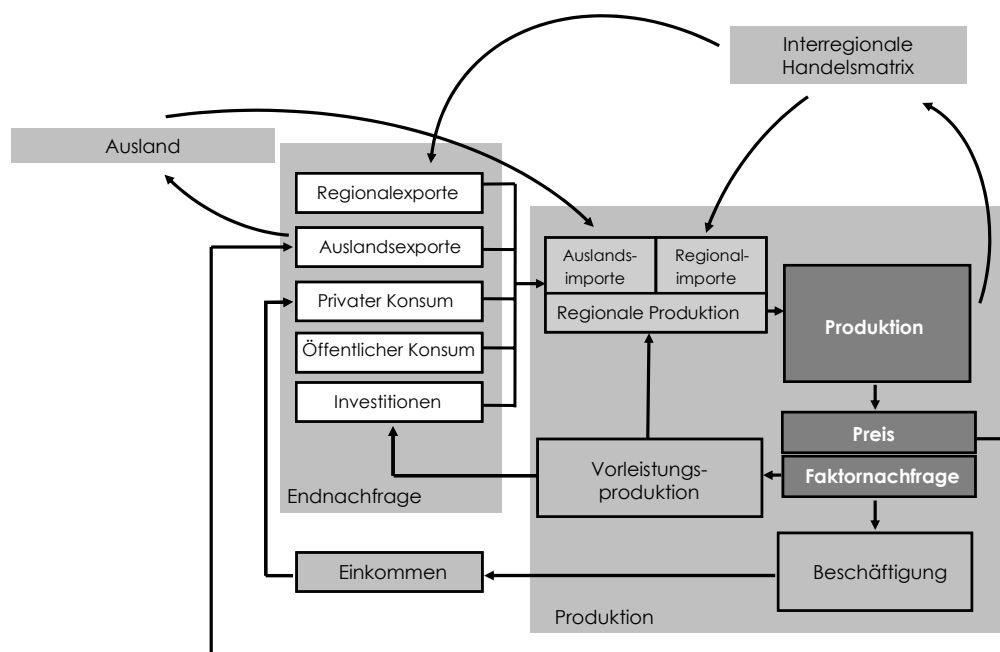 Interregionale
Handelsmatrix
Ausland
Regionalexporte
Auslandsexporte
Privater Konsum
Öffentlicher Konsum
Investitionen
Endnachfrage
Auslands-
importe
Regional-
importe
Regionale Produktion
Produktion
Preis
Faktornachfrage
Vorleistungs-
produktion
Einkommen
Beschäftigung
Produktion